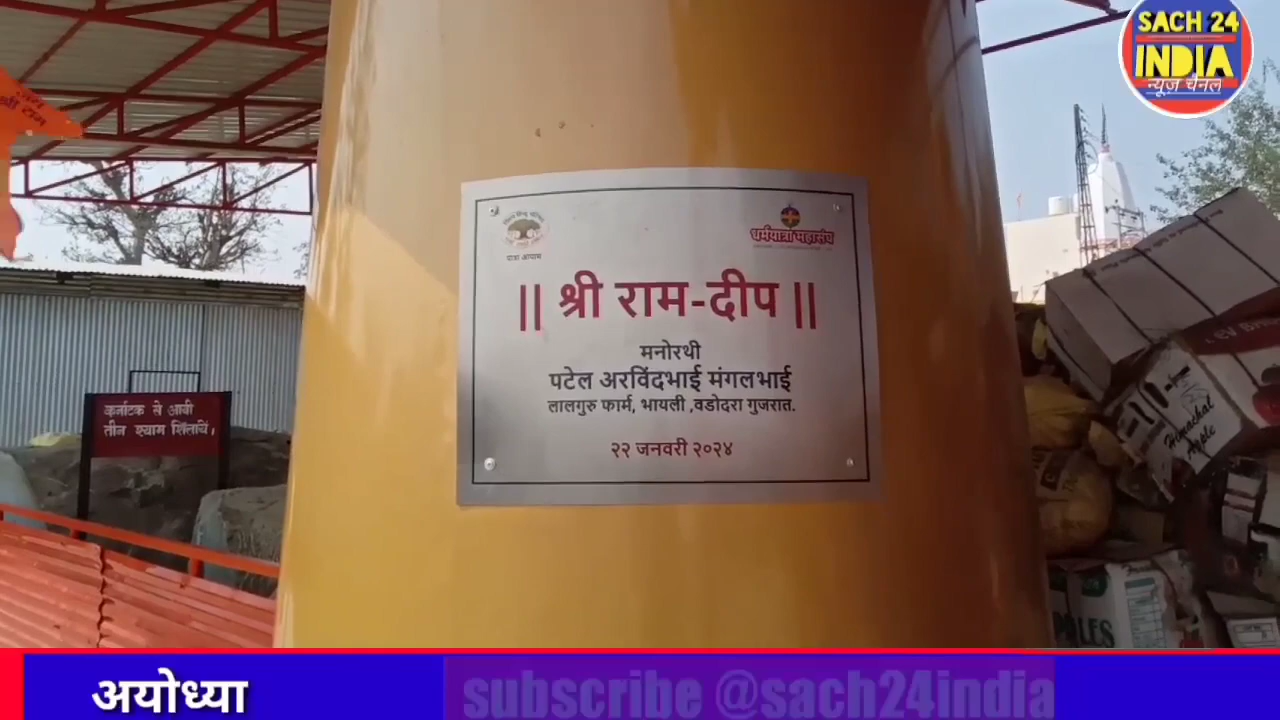 SACH 24
INDIA
न्यूज़ चैनल
श्री राम
यात्रा आयाम
धर्मयात्रा महासंघ
|| श्री राम-दीप ||
मनोरथी
पटेल अरविंदभाई मंगलभाई
लालगुरु फार्म, भायली ,वडोदरा गुजरात.
२२ जनवरी २०२४
कर्नाटक से आयी
तीन श्याम शिलायें।
Himachal
Apple
अयोध्या
subscribe @sach24india